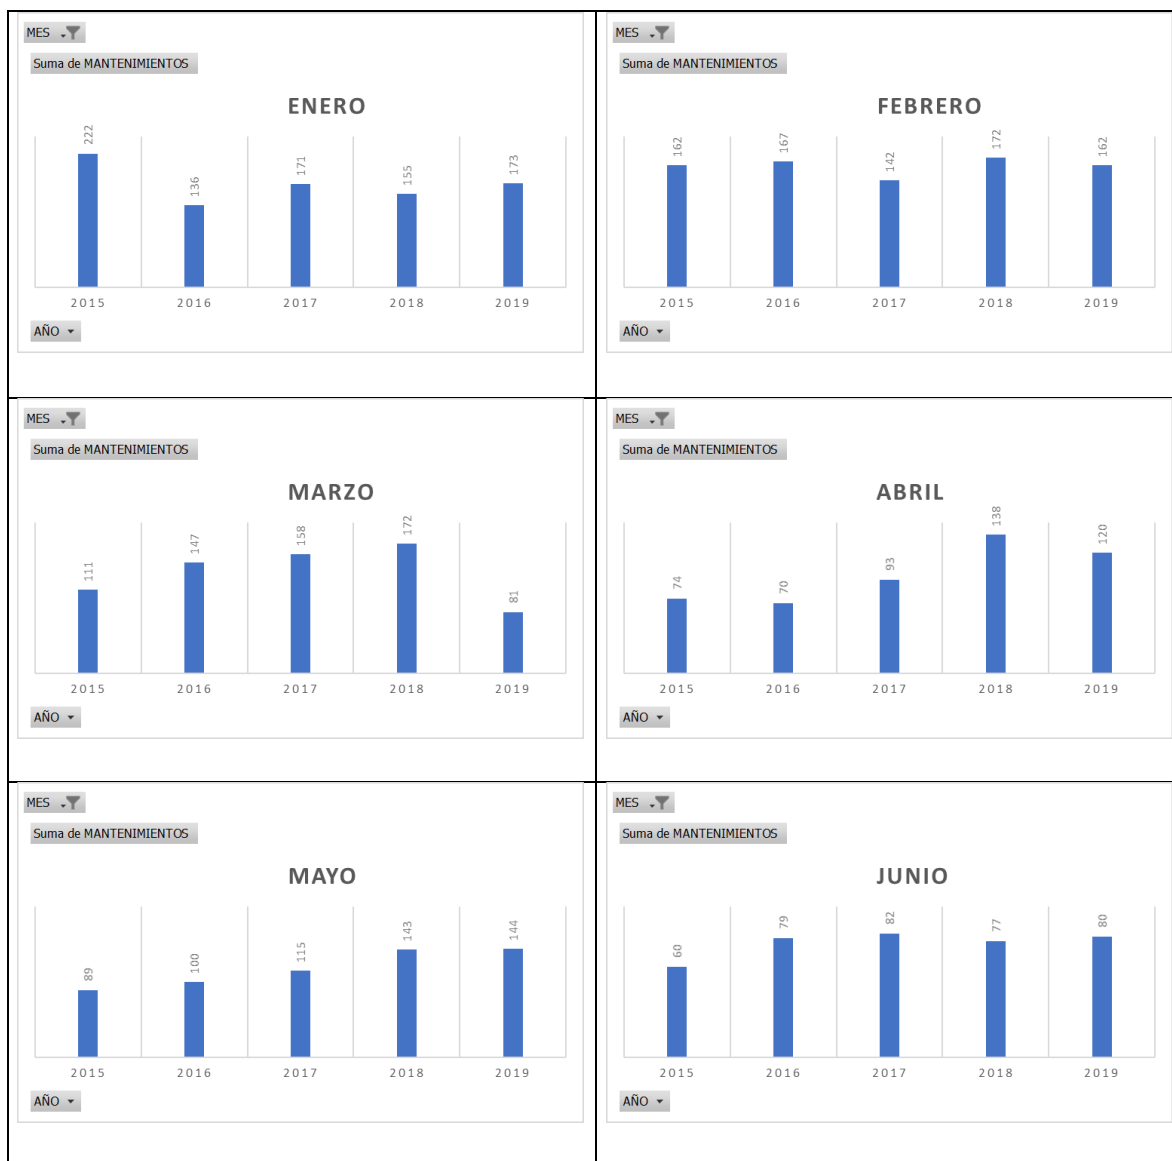 MES
Suma de MANTENIMIENTOS
ENERO
222
136
171
155
173
2015 2016 2017 2018 2019
AÑO
MES
Suma de MANTENIMIENTOS
FEBRERO
162
167
142
172
162
2015 2016 2017 2018 2019
AÑO
MES
Suma de MANTENIMIENTOS
MARZO
111
147
158
172
81
2015 2016 2017 2018 2019
AÑO
MES
Suma de MANTENIMIENTOS
ABRIL
74
70
93
138
120
2015 2016 2017 2018 2019
AÑO
MES
Suma de MANTENIMIENTOS
MAYO
89
100
115
143
144
2015 2016 2017 2018 2019
AÑO
MES
Suma de MANTENIMIENTOS
JUNIO
60
79
82
77
80
2015 2016 2017 2018 2019
AÑO